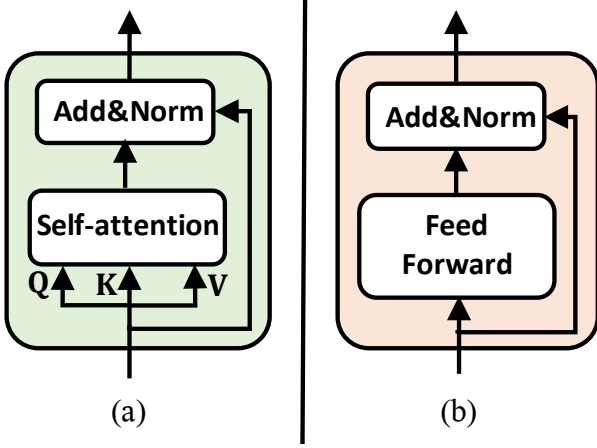 Add&Norm
Self-attention
Q K V
(a)
Add&Norm
Feed
Forward
(b)